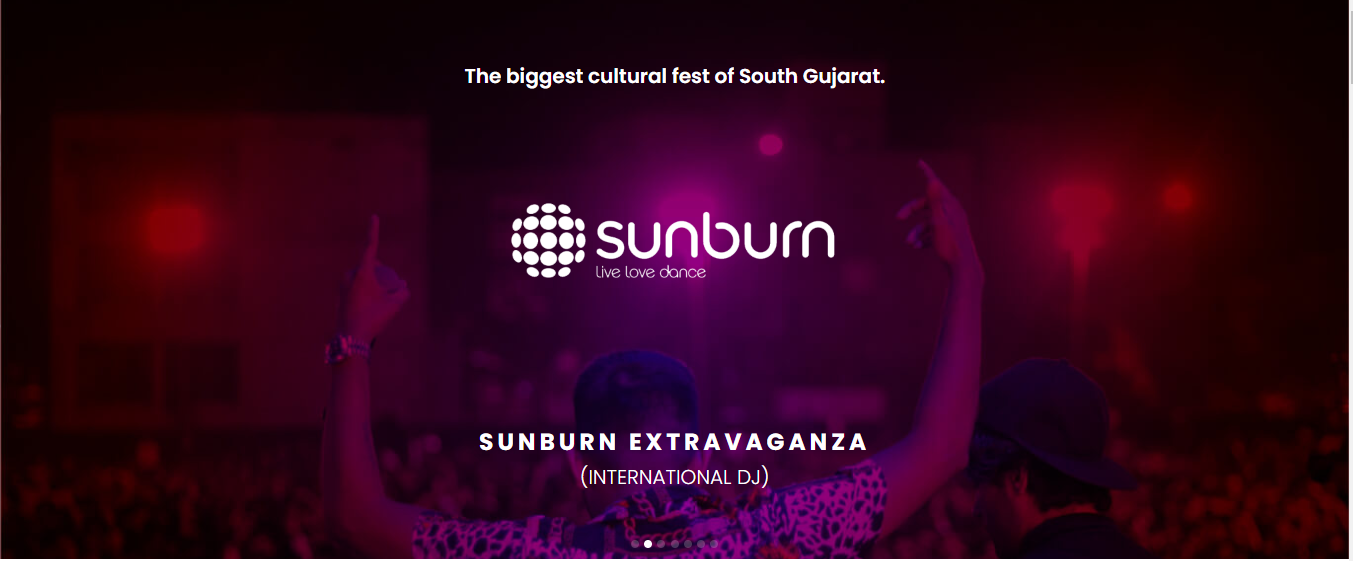 The biggest cultural fest of South Gujarat.
sunburn
live love dance
SUNBURN EXTRAVAGANZA
(INTERNATIONAL DJ)